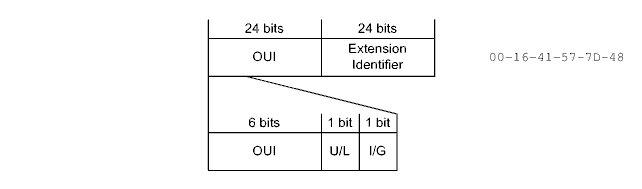 24 bits 24 bits
OUI Extension Identifier 00-16-41-57-7D-48
6 bits 1 bit 1 bit
OUI U/L I/G